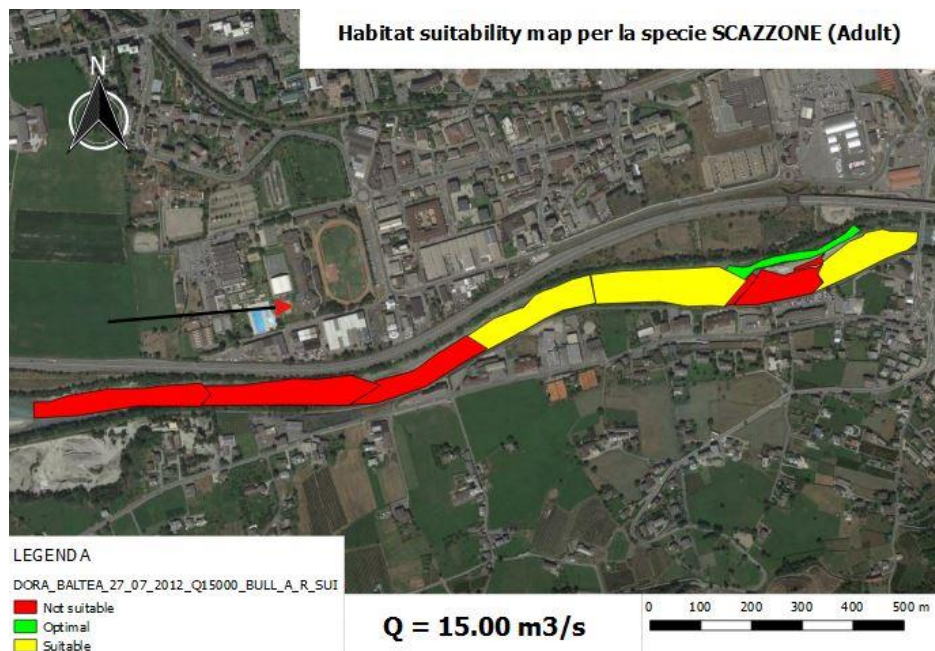 Habitat suitability map per la specie SCAZZONE (Adult)
N
LEGENDA
DORA_BALTEA_27_07_2012_Q15000_BULL_A_R_SUI
Not suitable
Optimal
Suitable
Q = 15.00 m3/s
0 100 200 300 400 500 m